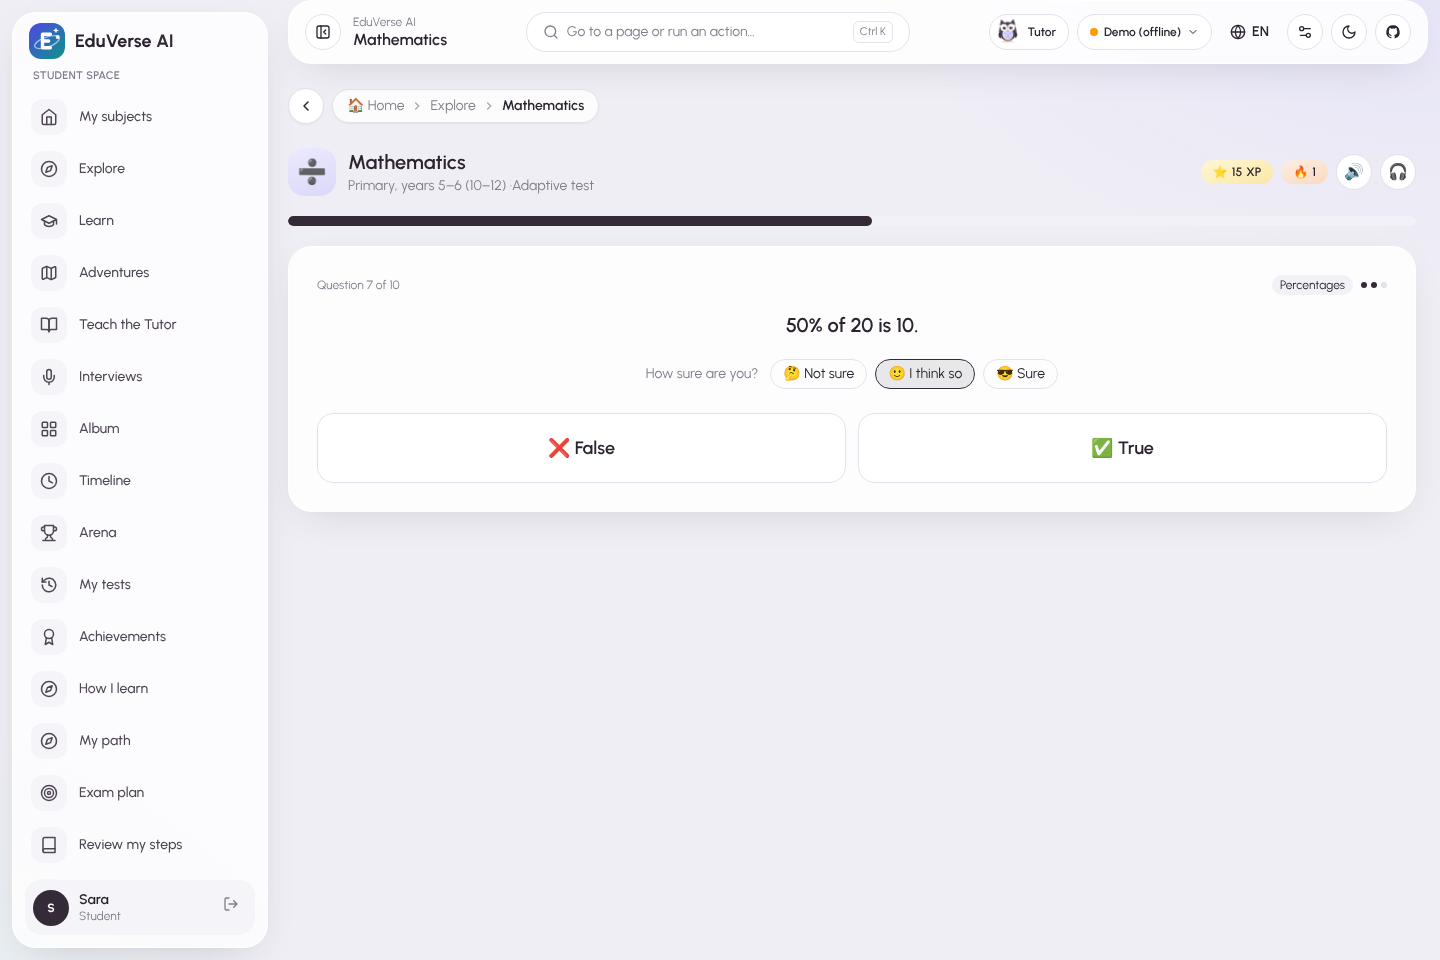 EduVerse AI
STUDENT SPACE
My subjects
Explore
Learn
Adventures
Teach the Tutor
Interviews
Album
Timeline
Arena
My tests
Achievements
How I learn
My path
Exam plan
Review my steps
S
Sara
Student
EduVerse AI
Mathematics
Go to a page or run an action...
Ctrl K
Tutor
Demo (offline)
EN
Home > Explore > Mathematics
Mathematics
Primary, years 5–6 (10–12) ·Adaptive test
15 XP
1
Question 7 of 10
Percentages
50% of 20 is 10.
How sure are you?
Not sure
I think so
Sure
False
True